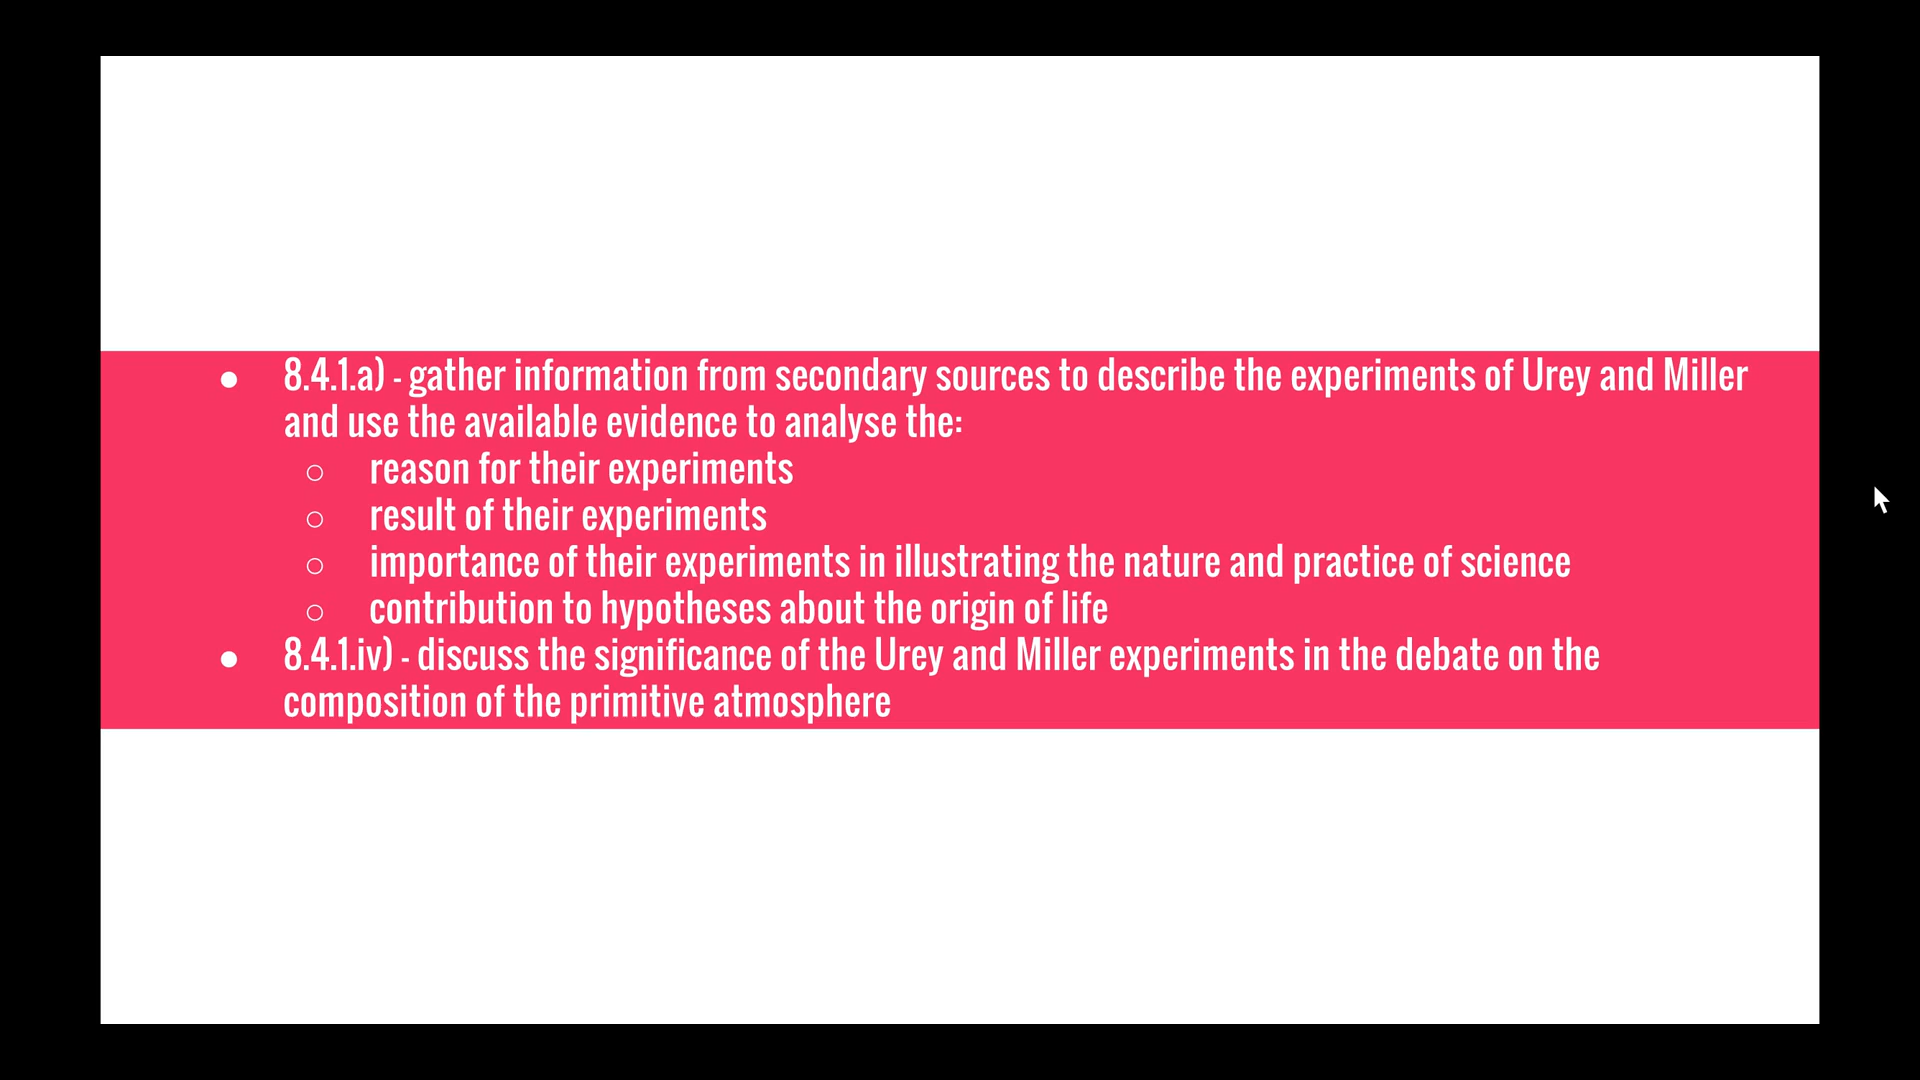 ● 8.4.1.a) - gather information from secondary sources to describe the experiments of Urey and Miller
and use the available evidence to analyse the:
○ reason for their experiments
○ result of their experiments
○ importance of their experiments in illustrating the nature and practice of science
○ contribution to hypotheses about the origin of life
● 8.4.1.iv) - discuss the significance of the Urey and Miller experiments in the debate on the
composition of the primitive atmosphere